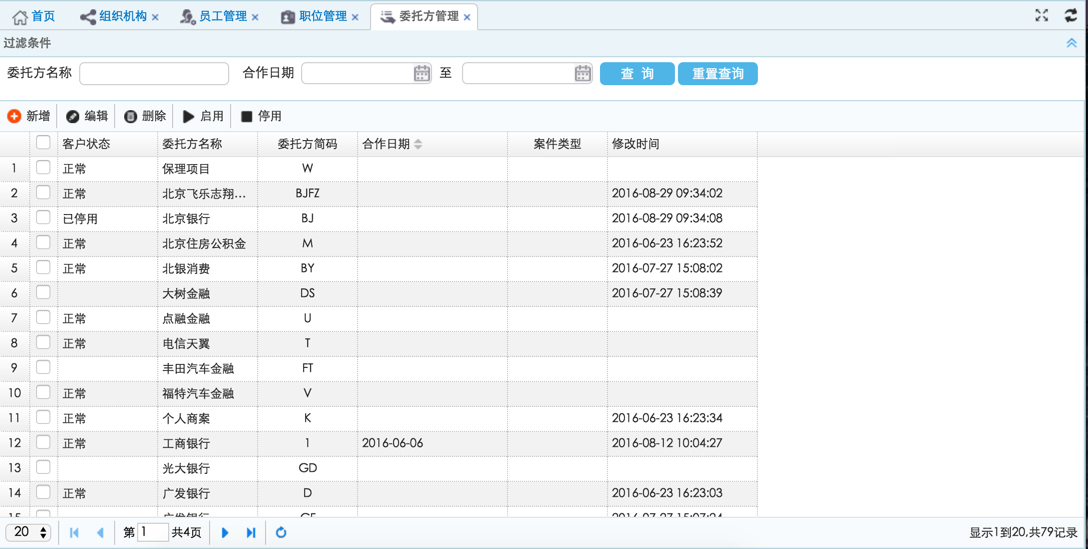 首页 组织机构 × 员工管理 × 职位管理 × 委托方管理 ×
过滤条件
委托方名称 合作日期 至 查 询 重置查询
新增 编辑 删除 启用 停用
客户状态 委托方名称 委托方简码 合作日期 案件类型 修改时间
1 正常 保理项目 W
2 正常 北京飞乐志翔... BJFZ 2016-08-29 09:34:02
3 已停用 北京银行 BJ 2016-08-29 09:34:08
4 正常 北京住房公积金 M 2016-06-23 16:23:52
5 正常 北银消费 BY 2016-07-27 15:08:02
6 大树金融 DS 2016-07-27 15:08:39
7 正常 点融金融 U
8 正常 电信天翼 T
9 丰田汽车金融 FT
10 正常 福特汽车金融 V
11 正常 个人商案 K 2016-06-23 16:23:34
12 正常 工商银行 1 2016-06-06 2016-08-12 10:04:27
13 光大银行 GD
14 正常 广发银行 D 2016-06-23 16:23:03
20 第 1 共4页 显示1到20,共79记录